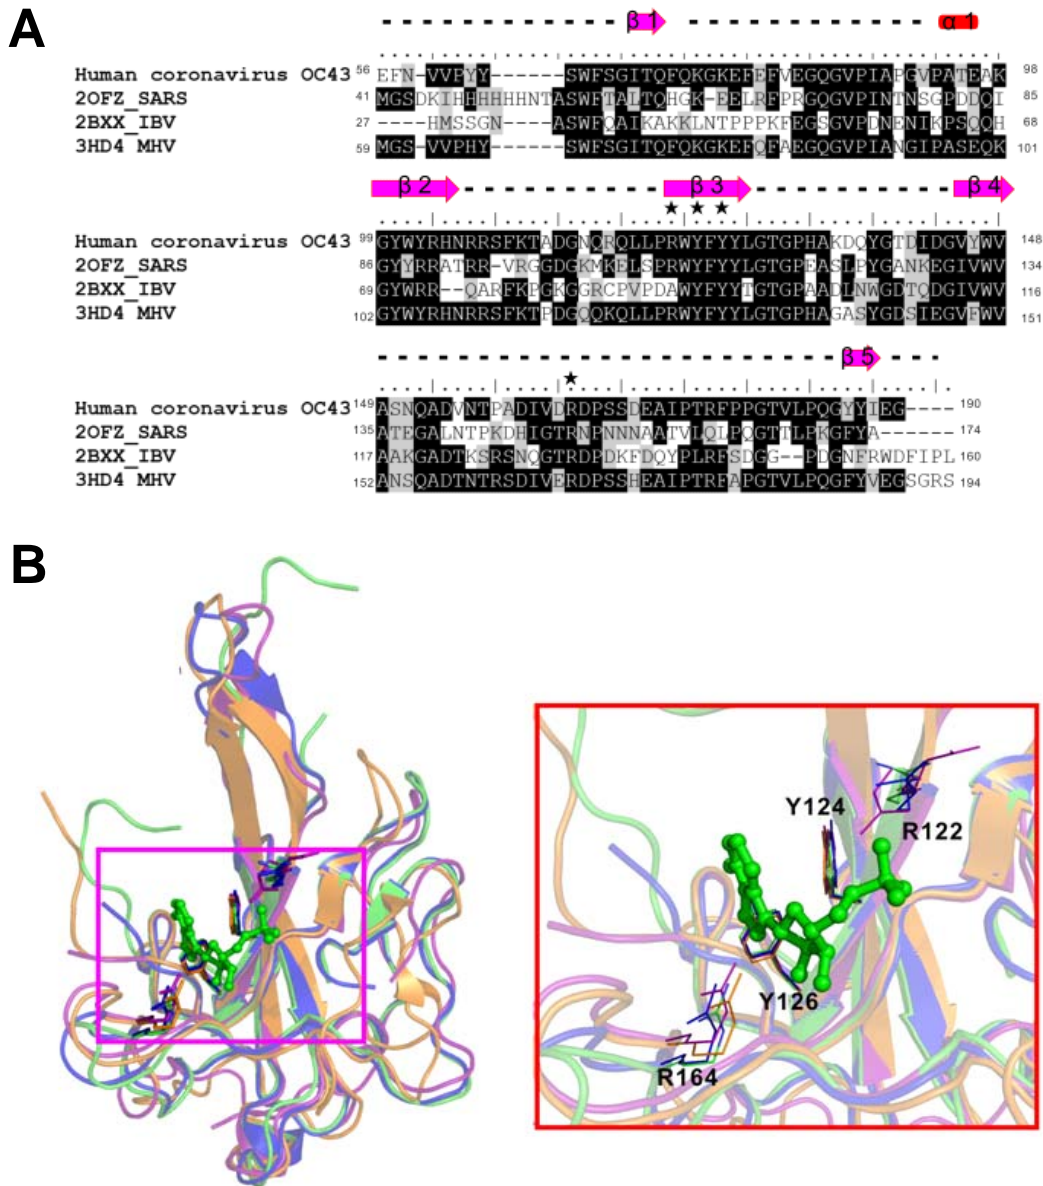 A
β 1 α 1
Human coronavirus OC43 56 EFN-VVPYY------SWFSGITQFQKGKEFEFVEGQGVPIAPGVPATEAK 98
2OFZ_SARS 41 MGSDKIHHHHHHNTASWFTALTQHGK-EELRFPRGQGVPINTNSGPDDQI 85
2BXX_IBV 27 ----HMSSGN----ASWFQAIKAKKLNTPPPKFEGSGVPDNENIKPSQQH 68
3HD4_MHV 59 MGS-VVPHY------SWFSGITQFQKGKEFQFAEGQGVPIANGIPASEQK 101
β 2 β 3 β 4
★ ★ ★
Human coronavirus OC43 99 GYWYRHNRRSFKTADGNQRQLLPRWYFYYLGTGPHAKDQYGTDIDGVYWV 148
2OFZ_SARS 86 GYYRRATRR-VRGGDGKMKELSPRWYFYYLGTGPEASLPYGANKEGIVWV 134
2BXX_IBV 69 GYWRR--QARFKPGKGGRCPVPDAWYFYYTGTGPAADLNWGDTQDGIVWV 116
3HD4_MHV 102 GYWYRHNRRSFKTPDGQQKQLLPRWYFYYLGTGPHAGASYGDSIEGVFWV 151
β 5
★
Human coronavirus OC43 149 ASNQADVNTPADIVDRDPSSDEAIPTRFPPGTVLPQGYYIEG---- 190
2OFZ_SARS 135 ATEGALNTPKDHIGTRNPNNNAATVLQLPQGTTLPKGFYA------ 174
2BXX_IBV 117 AAKGADTKSRSNQGTRDPDKFDQYPLRFSDGG--PDGNFRWDFIPL 160
3HD4_MHV 152 ANSQADTNTRSDIVERDPSSHEAIPTRFAPGTVLPQGFYVEGSGRS 194
B
Y124
R122
Y126
R164